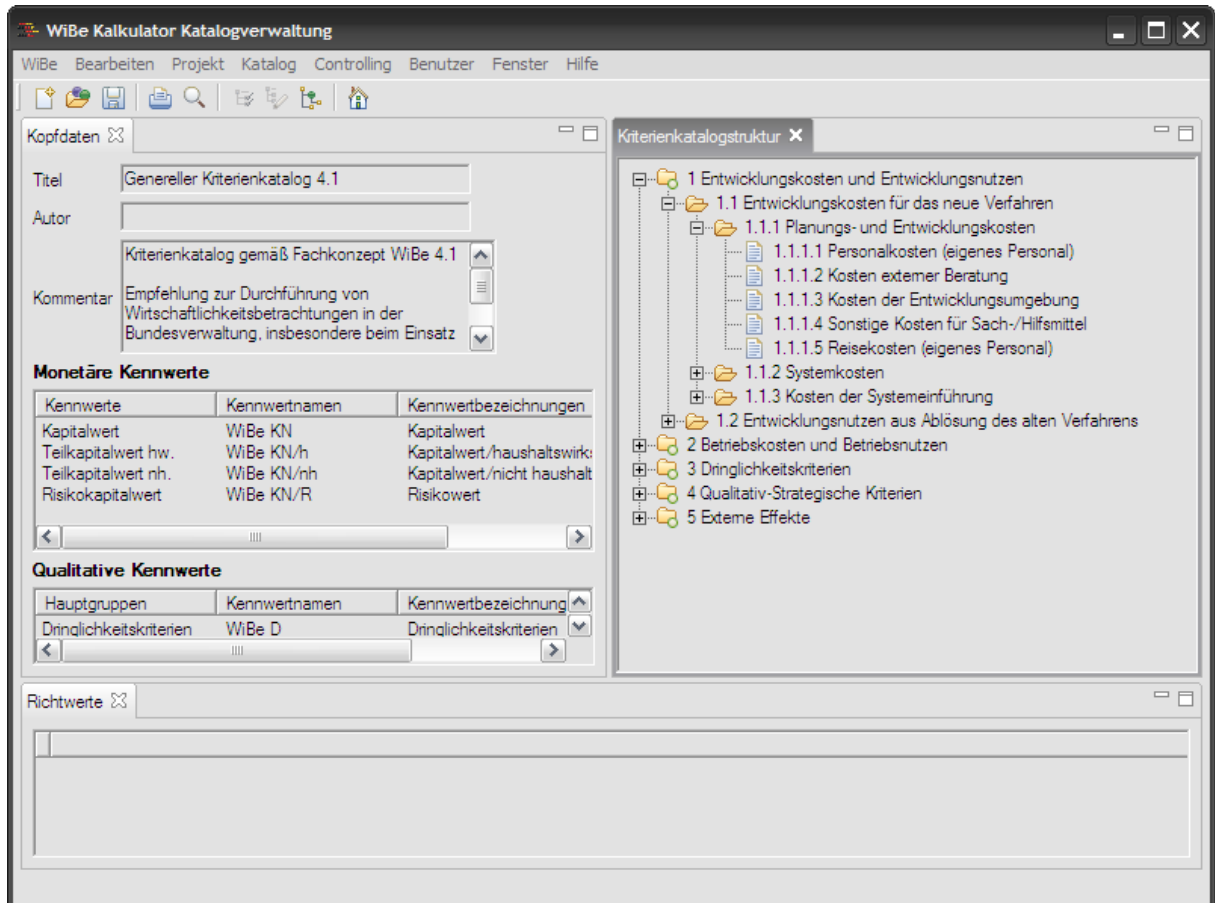 WiBe Kalkulator Katalogverwaltung
WiBe Bearbeiten Projekt Katalog Controlling Benutzer Fenster Hilfe
Kopfdaten
Titel Genereller Kriterienkatalog 4.1
Autor
Kommentar
Kriterienkatalog gemäß Fachkonzept WiBe 4.1
Empfehlung zur Durchführung von
Wirtschaftlichkeitsbetrachtungen in der
Bundesverwaltung, insbesondere beim Einsatz
Monetäre Kennwerte
Kennwerte Kennwertnamen Kennwertbezeichnungen
Kapitalwert WiBe KN Kapitalwert
Teilkapitalwert hw. WiBe KN/h Kapitalwert/haushaltswirks
Teilkapitalwert nh. WiBe KN/nh Kapitalwert/nicht haushalt
Risikokapitalwert WiBe KN/R Risikowert
Qualitative Kennwerte
Hauptgruppen Kennwertnamen Kennwertbezeichnung
Dringlichkeitskriterien WiBe D Dringlichkeitskriterien
Kriterienkatalogstruktur
1 Entwicklungskosten und Entwicklungsnutzen
1.1 Entwicklungskosten für das neue Verfahren
1.1.1 Planungs- und Entwicklungskosten
1.1.1.1 Personalkosten (eigenes Personal)
1.1.1.2 Kosten externer Beratung
1.1.1.3 Kosten der Entwicklungsumgebung
1.1.1.4 Sonstige Kosten für Sach-/Hilfsmittel
1.1.1.5 Reisekosten (eigenes Personal)
1.1.2 Systemkosten
1.1.3 Kosten der Systemeinführung
1.2 Entwicklungsnutzen aus Ablösung des alten Verfahrens
2 Betriebskosten und Betriebsnutzen
3 Dringlichkeitskriterien
4 Qualitativ-Strategische Kriterien
5 Externe Effekte
Richtwerte